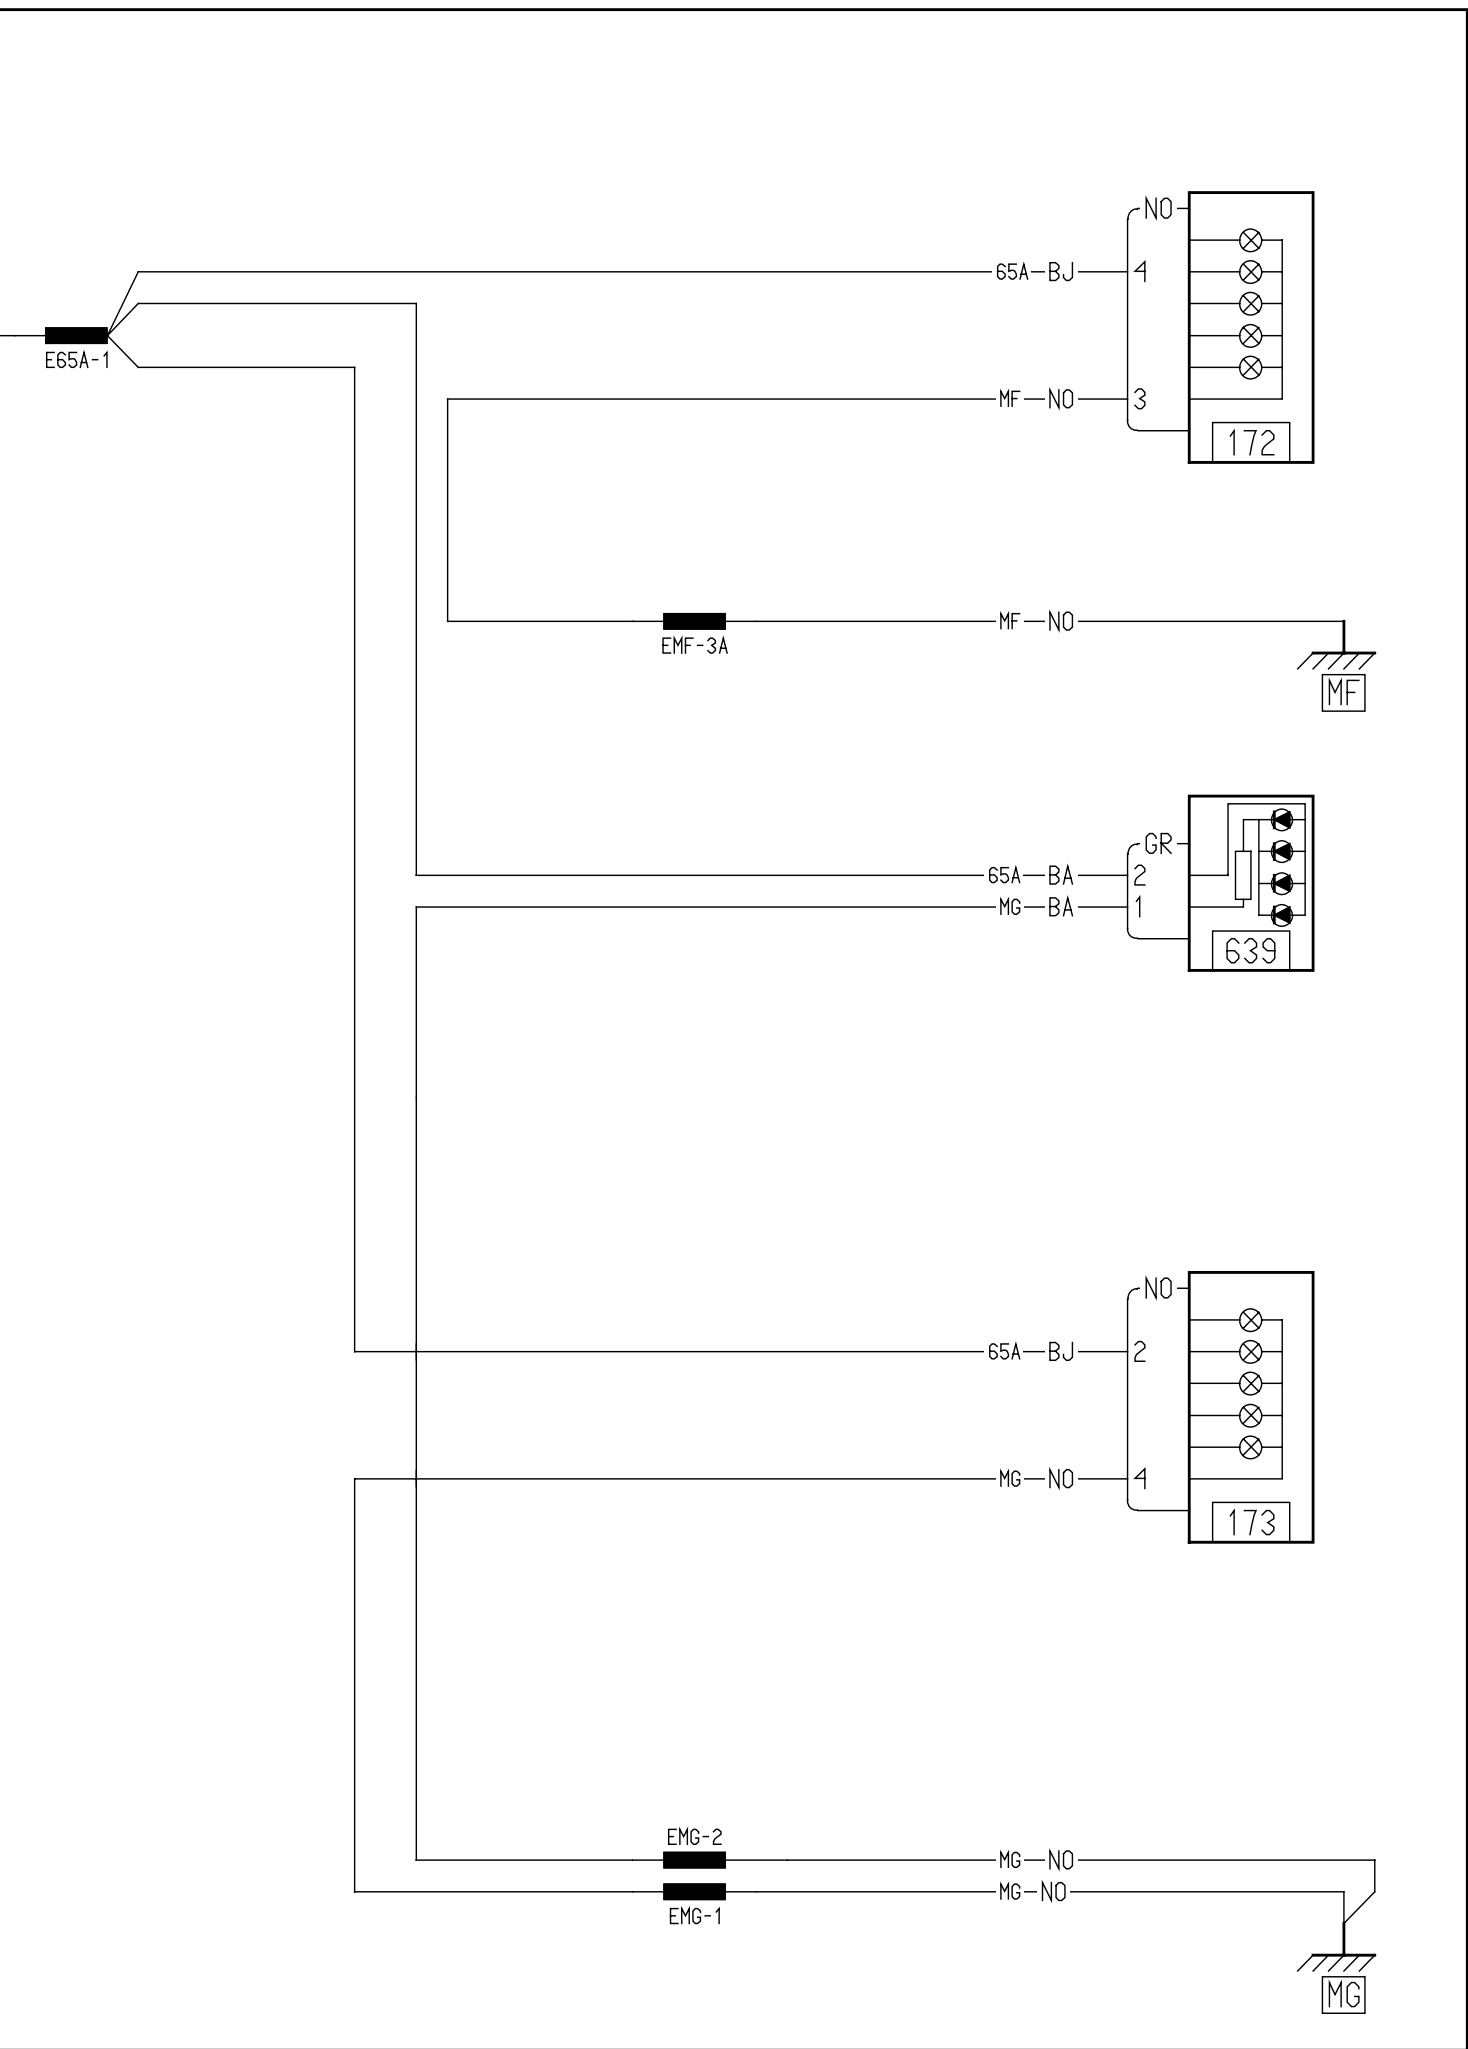 NO
65A BJ 4
E65A-1
MF NO 3
172
MF NO
EMF-3A
MF
GR
65A BA 2
MG BA 1
639
NO
65A BJ 2
MG NO 4
173
EMG-2
MG NO
MG NO
EMG-1
MG